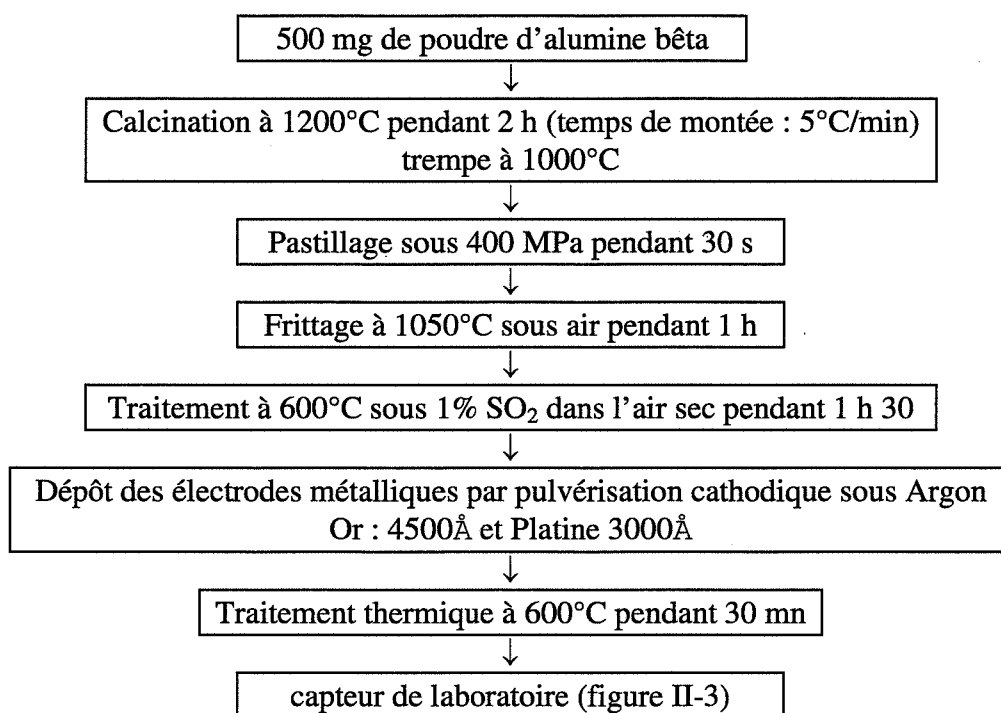 500 mg de poudre d'alumine bêta
↓
Calcination à 1200°C pendant 2 h (temps de montée : 5°C/min)
trempe à 1000°C
↓
Pastillage sous 400 MPa pendant 30 s
↓
Frittage à 1050°C sous air pendant 1 h
↓
Traitement à 600°C sous 1% SO₂ dans l'air sec pendant 1 h 30
↓
Dépôt des électrodes métalliques par pulvérisation cathodique sous Argon
Or : 4500Å et Platine 3000Å
↓
Traitement thermique à 600°C pendant 30 mn
↓
capteur de laboratoire (figure II-3)